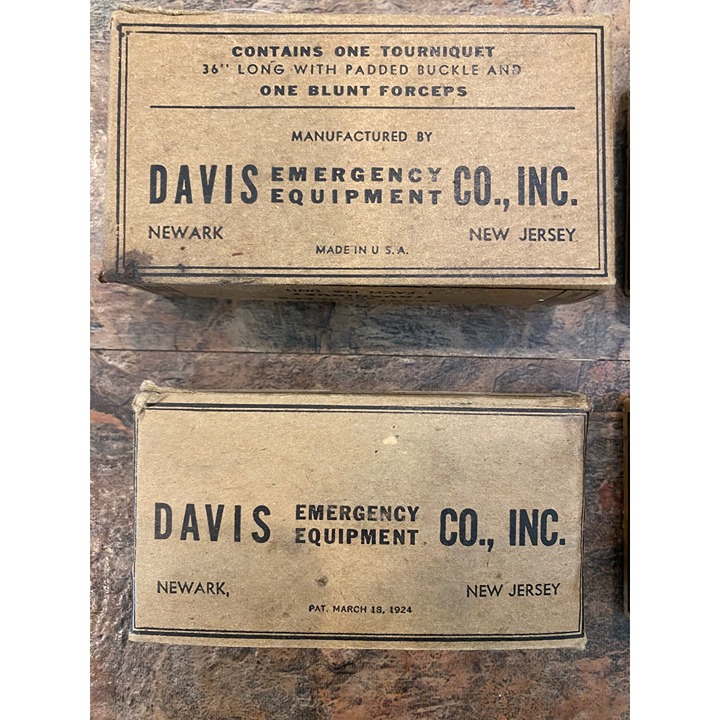 CONTAINS ONE TOURNIQUET
36" LONG WITH PADDED BUCKLE AND
ONE BLUNT FORCEPS
MANUFACTURED BY
DAVIS EMERGENCY EQUIPMENT CO., INC.
NEWARK NEW JERSEY
MADE IN U.S.A.
DAVIS EMERGENCY EQUIPMENT CO., INC.
NEWARK, NEW JERSEY
PAT. MARCH 18, 1924